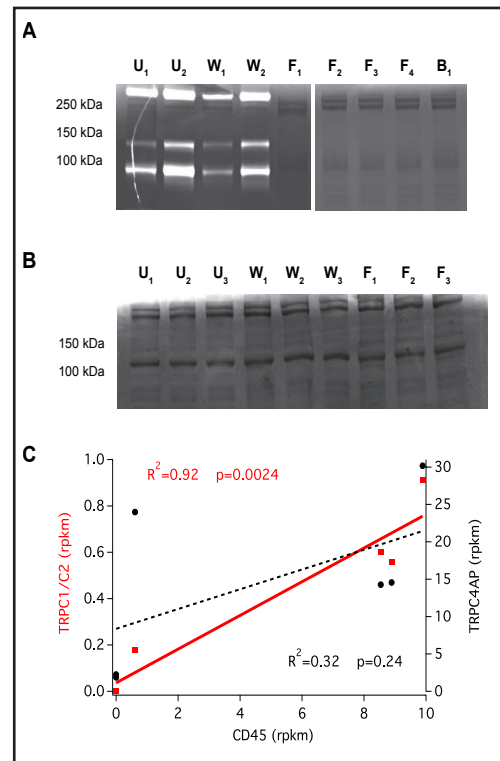 A
U₁ U₂ W₁ W₂ F₁ F₂ F₃ F₄ B₁
250 kDa
150 kDa
100 kDa
B
U₁ U₂ U₃ W₁ W₂ W₃ F₁ F₂ F₃
150 kDa
100 kDa
C
R²=0.92 p=0.0024
R²=0.32 p=0.24
TRPC1/C2 (rpkm)
1.0
0.8
0.6
0.4
0.2
0.0
30
25
20
15
10
5
0
TRPC4AP (rpkm)
0 2 4 6 8 10
CD45 (rpkm)